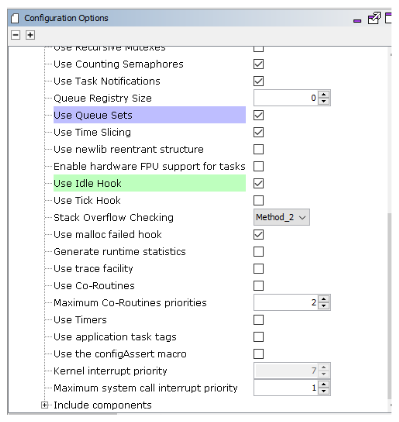 Configuration Options
Use Recursive Mutexes
Use Counting Semaphores
Use Task Notifications
Queue Registry Size 0
Use Queue Sets
Use Time Slicing
Use newlib reentrant structure
Enable hardware FPU support for tasks
Use Idle Hook
Use Tick Hook
Stack Overflow Checking Method_2
Use malloc failed hook
Generate runtime statistics
Use trace facility
Use Co-Routines
Maximum Co-Routines priorities 2
Use Timers
Use application task tags
Use the configAssert macro
Kernel interrupt priority 7
Maximum system call interrupt priority 1
Include components